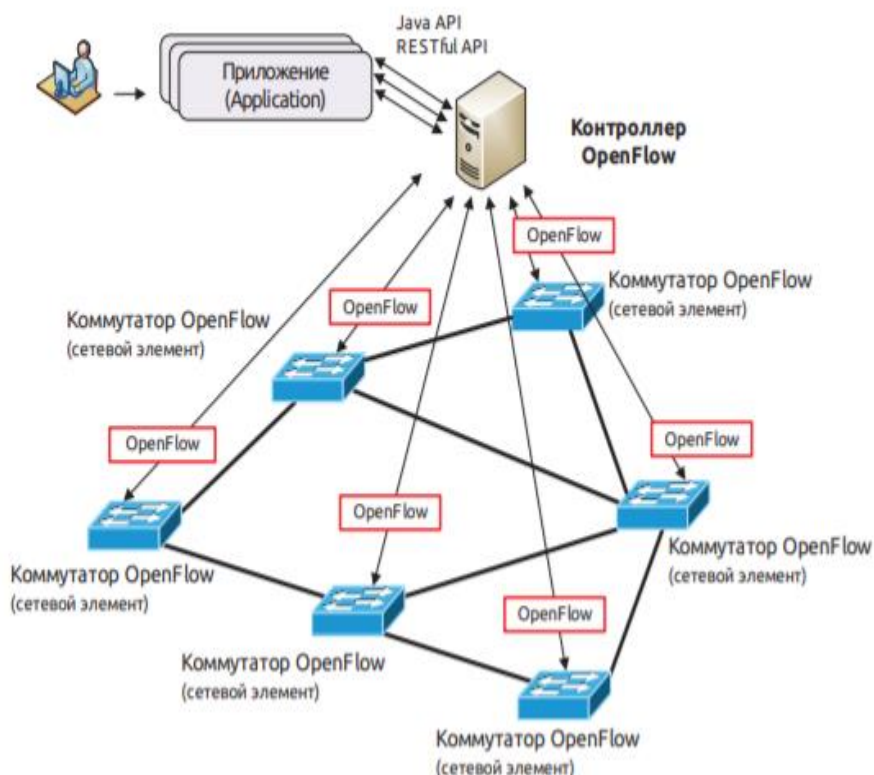 Java API
RESTful API
Приложение
(Application)
Контроллер
OpenFlow
OpenFlow
Коммутатор OpenFlow
(сетевой элемент)
OpenFlow
Коммутатор OpenFlow
(сетевой элемент)
OpenFlow
OpenFlow
OpenFlow
Коммутатор OpenFlow
(сетевой элемент)
Коммутатор OpenFlow
(сетевой элемент)
OpenFlow
Коммутатор OpenFlow
(сетевой элемент)
Коммутатор OpenFlow
(сетевой элемент)